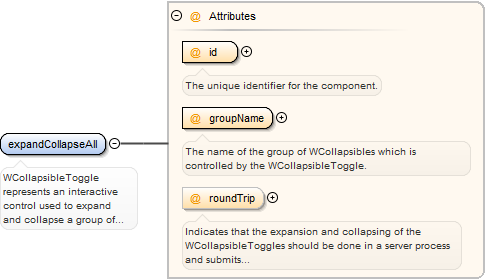 @ Attributes
@ id
The unique identifier for the component.
@ groupName
The name of the group of WCollapsibles which is
controlled by the WCollapsibleToggle.
expandCollapseAll
WCollapsibleToggle
represents an interactive
control used to expand
and collapse a group of...
@ roundTrip
Indicates that the expansion and collapsing of the
WCollapsibleToggles should be done in a server process
and submits...